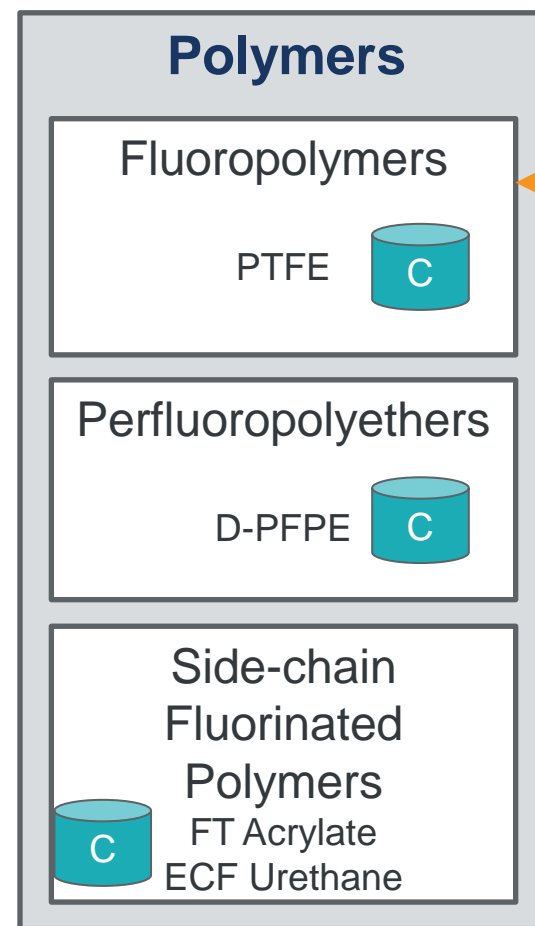 Polymers
Fluoropolymers
PTFE C
Perfluoropolyethers
D-PFPE C
Side-chain
Fluorinated
Polymers
FT Acrylate
C
ECF Urethane